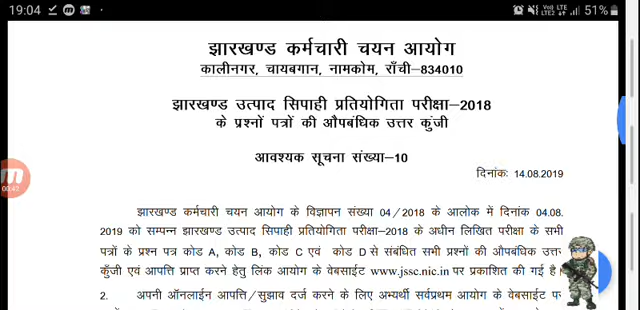 19:04
51%
झारखण्ड कर्मचारी चयन आयोग
कालीनगर, चायबगान, नामकोम, राँची–834010
झारखण्ड उत्पाद सिपाही प्रतियोगिता परीक्षा–2018
के प्रश्नों पत्रों की औपबंधिक उत्तर कुंजी
आवश्यक सूचना संख्या–10
दिनांकः 14.08.2019
झारखण्ड कर्मचारी चयन आयोग के विज्ञापन संख्या 04/2018 के आलोक में दिनांक 04.08.
2019 को सम्पन्न झारखण्ड उत्पाद सिपाही प्रतियोगिता परीक्षा–2018 के अधीन लिखित परीक्षा के सभी
पत्रों के प्रश्न पत्र कोड A, कोड B, कोड C एवं कोड D से संबंधित सभी प्रश्नों की औपबंधिक उत्तर
कुँजी एवं आपत्ति प्राप्त करने हेतु लिंक आयोग के वेबसाईट www.jssc.nic.in पर प्रकाशित की गई है।
2. अपनी ऑनलाईन आपत्ति/सुझाव दर्ज करने के लिए अभ्यर्थी सर्वप्रथम आयोग के वेबसाईट पर